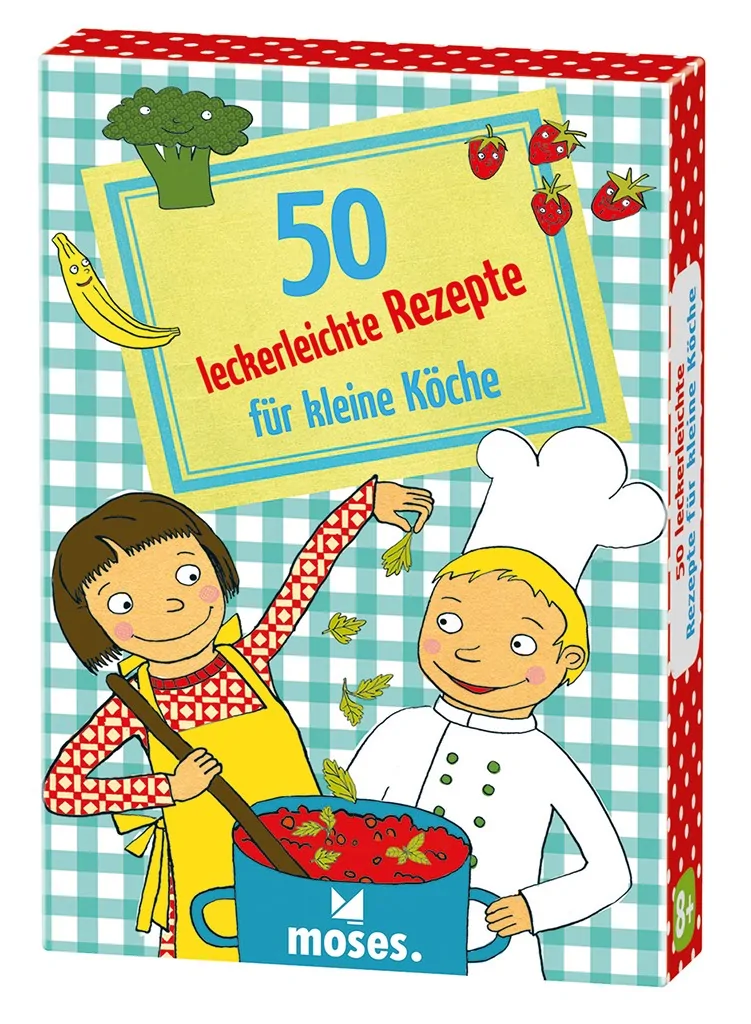 50
leckerleichte Rezepte
für kleine Köche
moses.
50 leckerleichte
Rezepte für kleine Köche
8+